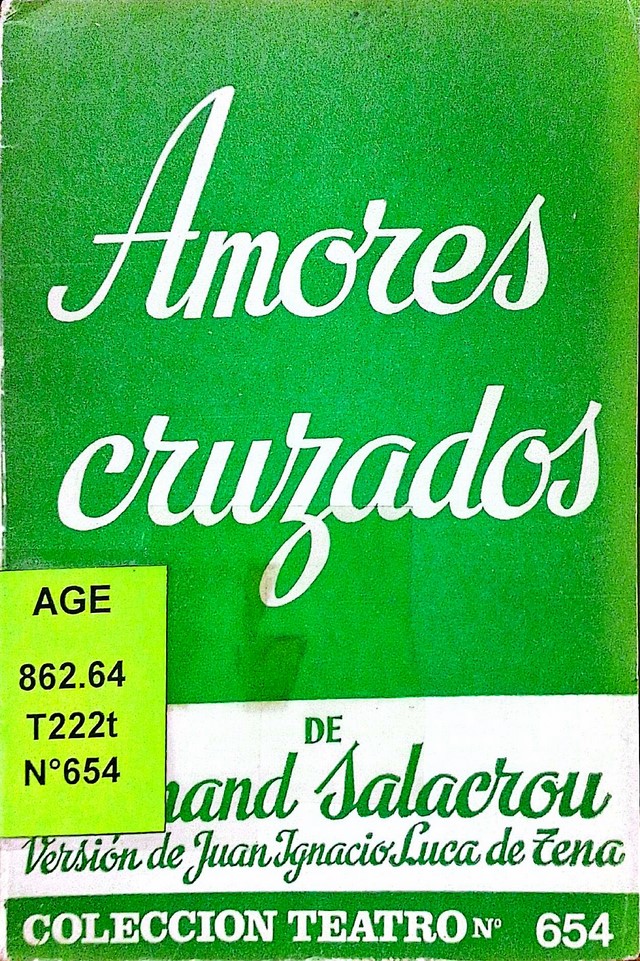 Amores
cruzados
AGE
862.64
T222t
N°654
DE
mand Salacrou
Versión de Juan Ignacio Luca de Tena
COLECCION TEATRO Nº 654